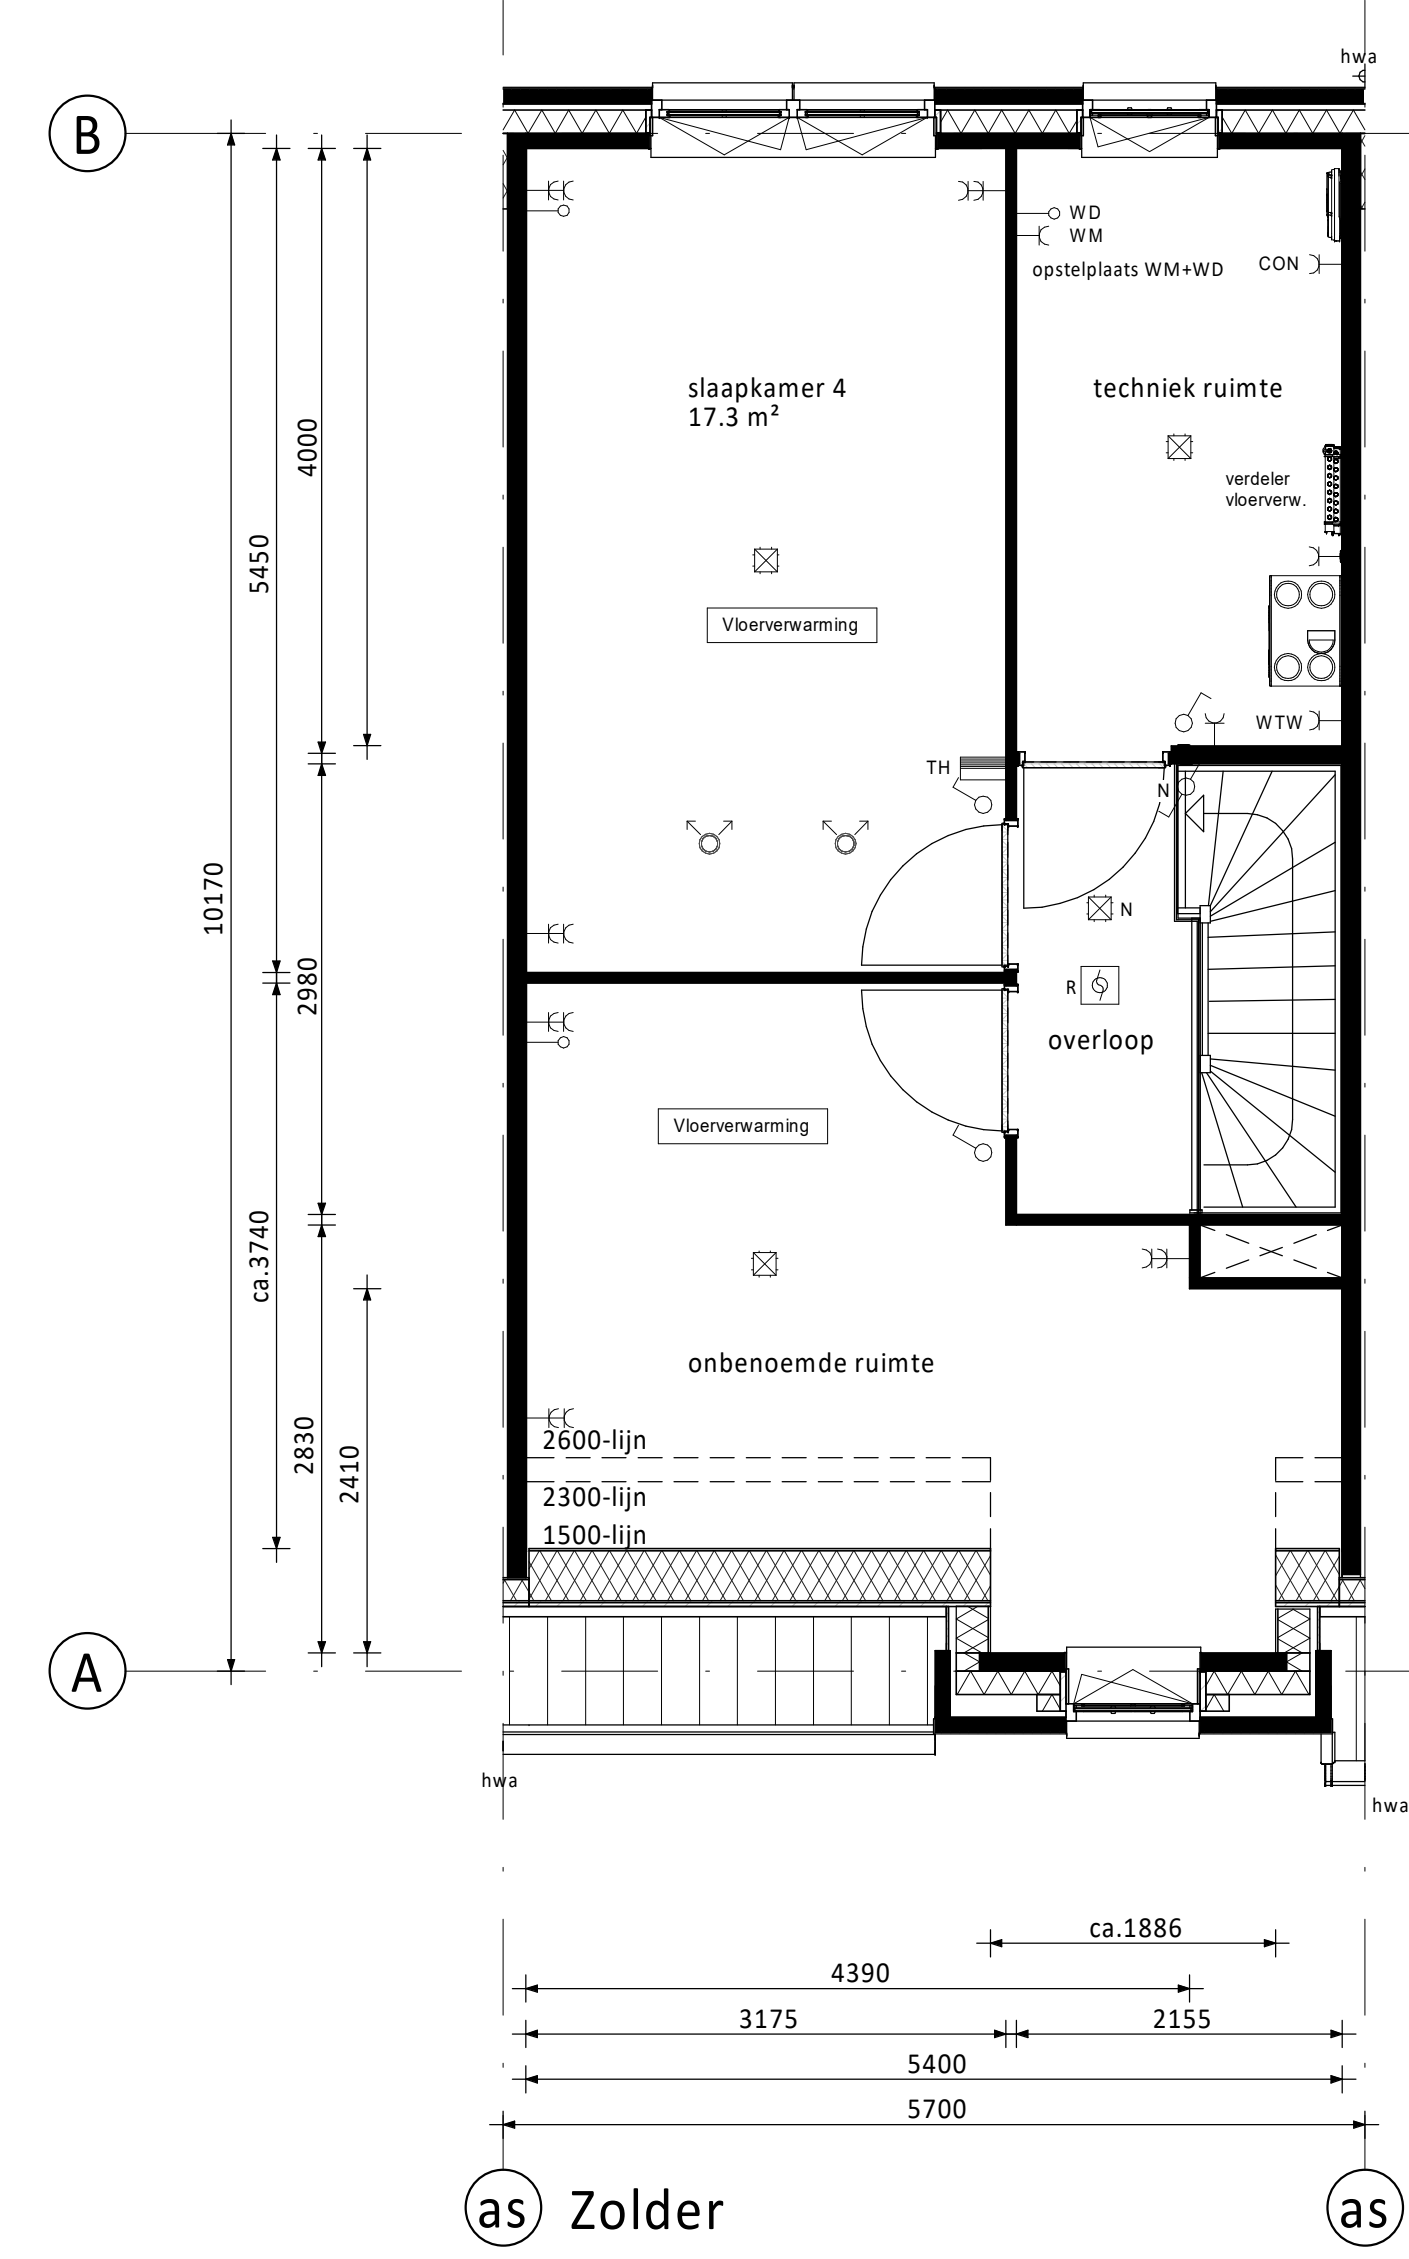 hwa
B
WD
WM
opstelplaats WM+WD
CON
slaapkamer 4
17.3 m²
techniek ruimte
4000
verdeler
vloerverw.
5450
Vloerverwarming
WTW
TH
N
10170
N
2980
R
overloop
Vloerverwarming
ca.3740
onbenoemde ruimte
2830
2410
2600-lijn
2300-lijn
1500-lijn
A
hwa
hwa
ca.1886
4390
3175
2155
5400
5700
as
Zolder
as